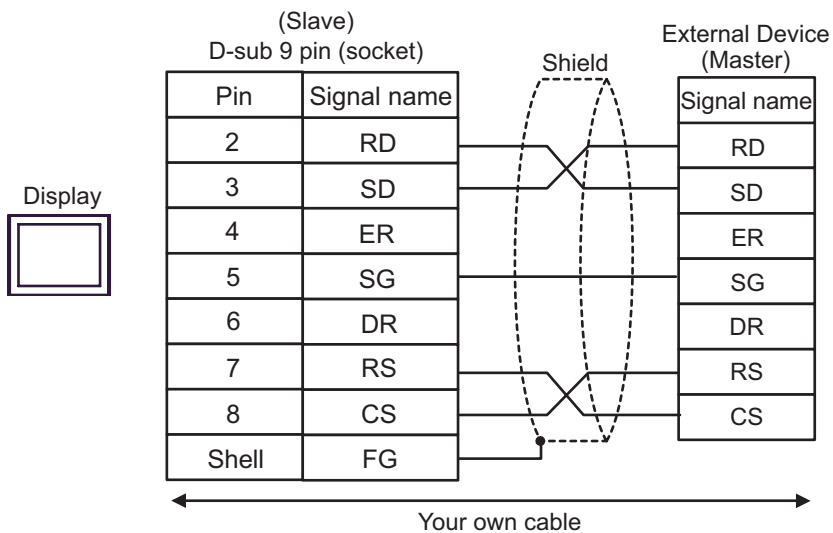 (Slave)
D-sub 9 pin (socket)
External Device
(Master)
Shield
Pin Signal name
Signal name
2 RD
RD
3 SD
SD
Display
4 ER
ER
5 SG
SG
6 DR
DR
7 RS
RS
8 CS
CS
Shell FG
Your own cable